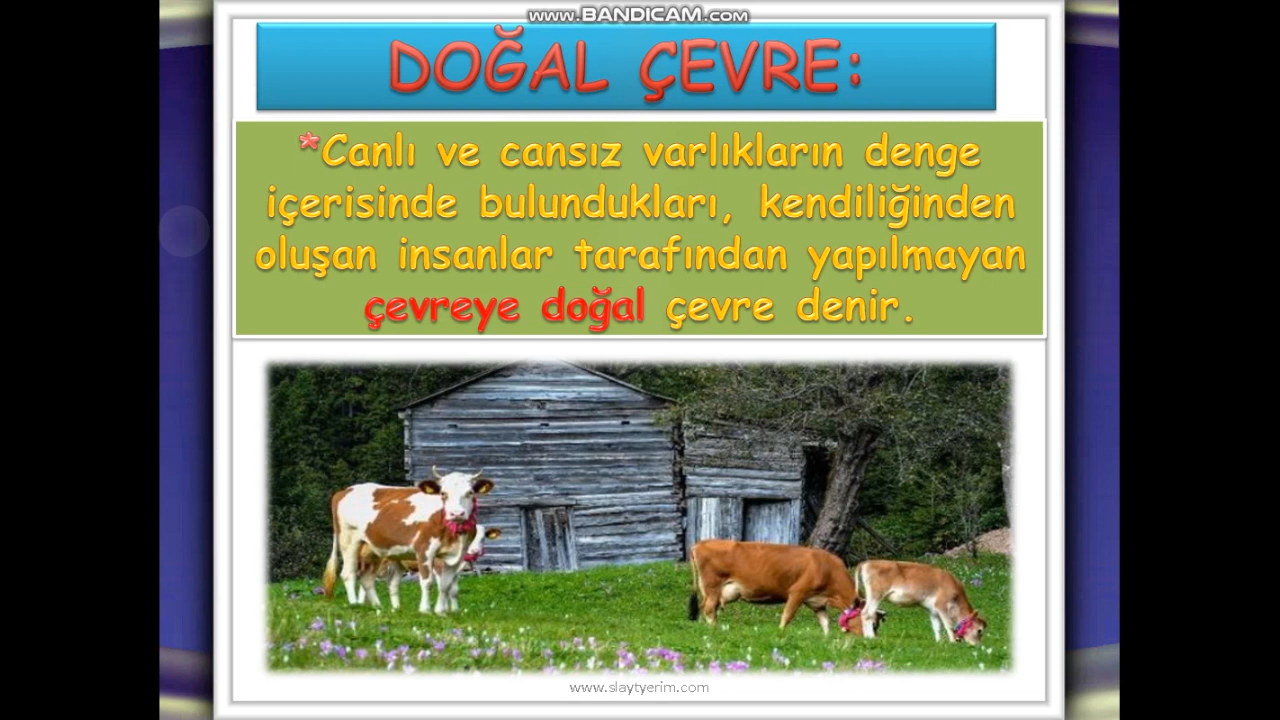 www.BANDICAM.com
DOĞAL ÇEVRE:
*Canlı ve cansız varlıkların denge
içerisinde bulundukları, kendiliğinden
oluşan insanlar tarafından yapılmayan
çevreye doğal çevre denir.
www.slaytyerim.com